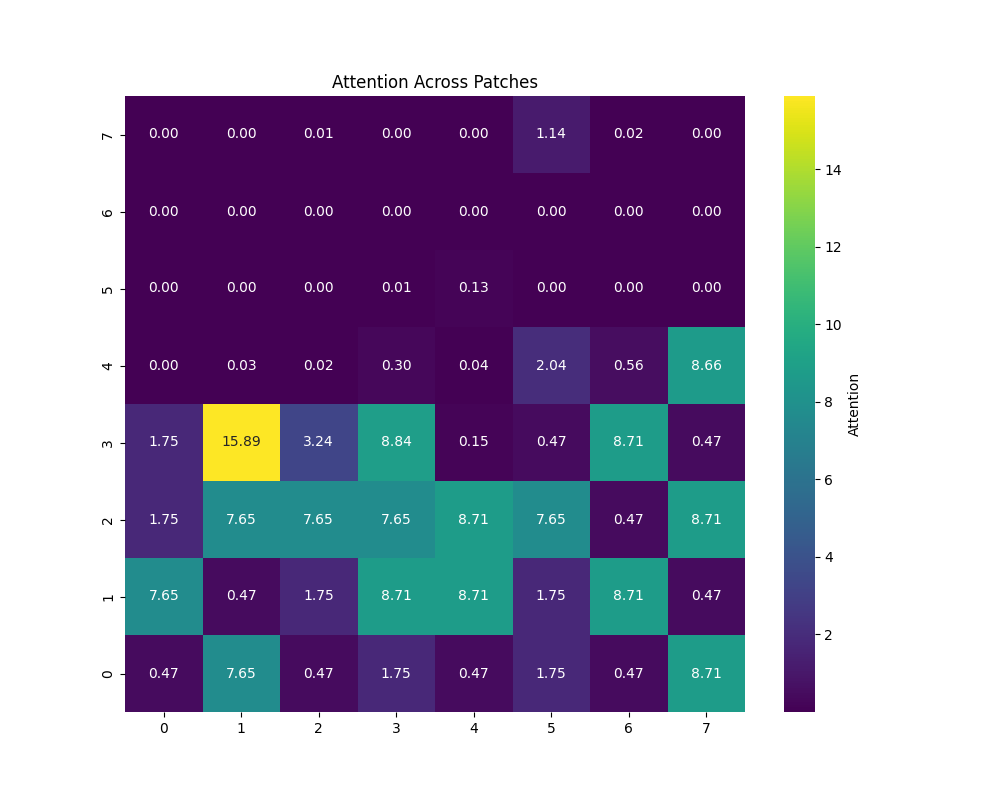 Attention Across Patches
7 0.00 0.00 0.01 0.00 0.00 1.14 0.02 0.00
6 0.00 0.00 0.00 0.00 0.00 0.00 0.00 0.00
5 0.00 0.00 0.00 0.01 0.13 0.00 0.00 0.00
4 0.00 0.03 0.02 0.30 0.04 2.04 0.56 8.66
3 1.75 15.89 3.24 8.84 0.15 0.47 8.71 0.47
2 1.75 7.65 7.65 7.65 8.71 7.65 0.47 8.71
1 7.65 0.47 1.75 8.71 8.71 1.75 8.71 0.47
0 0.47 7.65 0.47 1.75 0.47 1.75 0.47 8.71
0 1 2 3 4 5 6 7
14
12
10
8
6
4
2
Attention